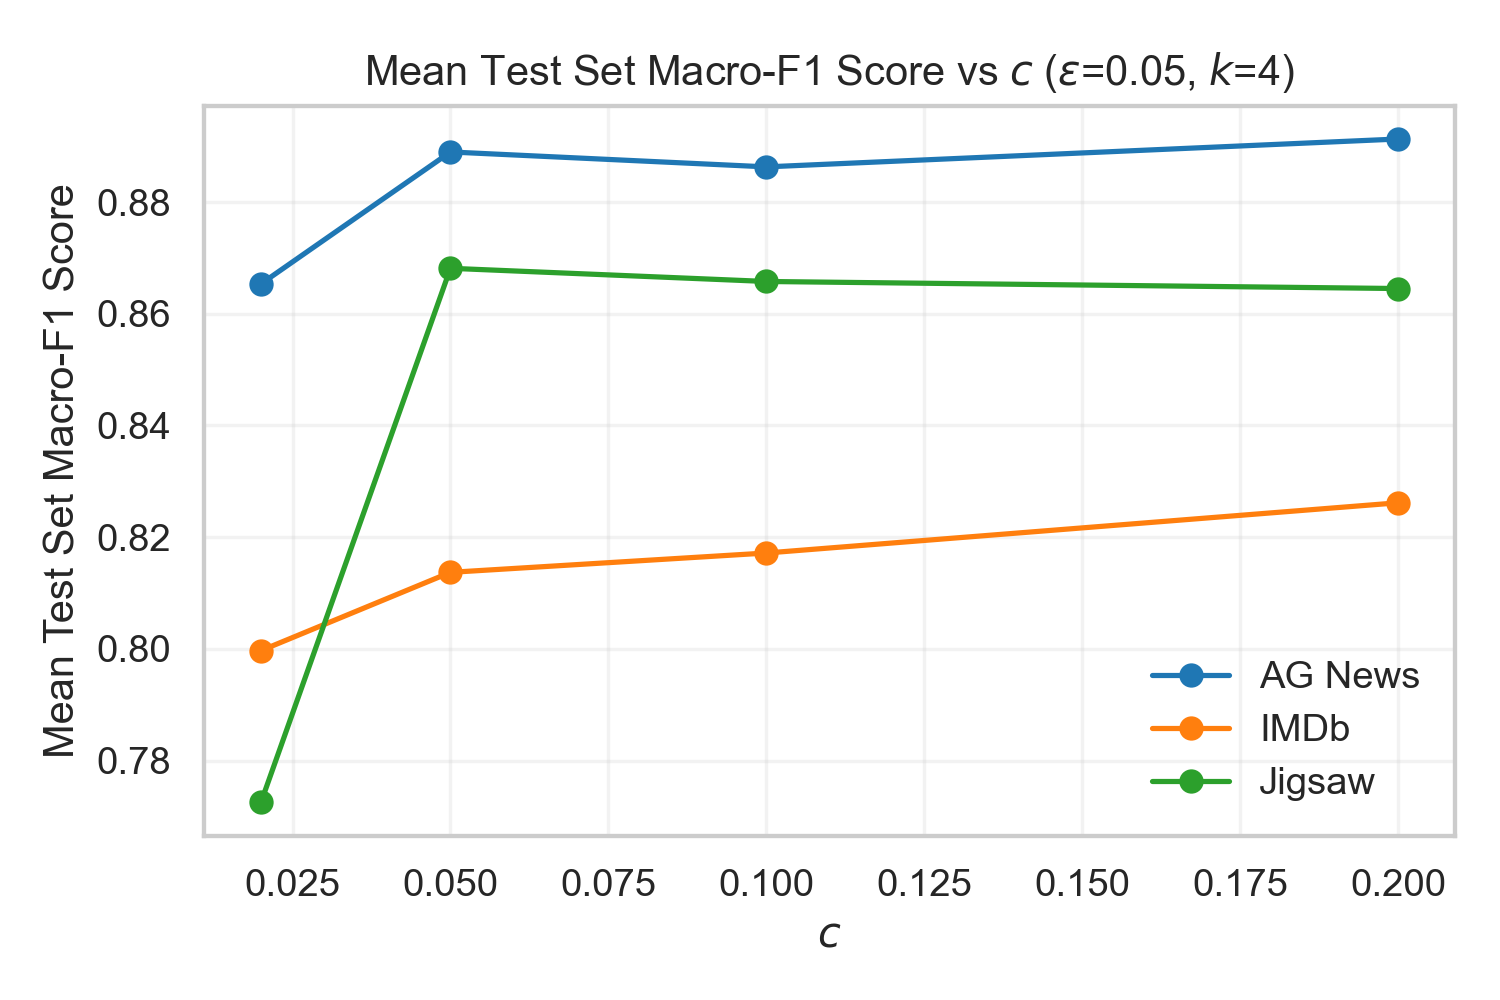 Mean Test Set Macro-F1 Score vs c (ε=0.05, k=4)
Mean Test Set Macro-F1 Score
0.88
0.86
0.84
0.82
0.80
0.78
AG News
IMDb
Jigsaw
0.025 0.050 0.075 0.100 0.125 0.150 0.175 0.200
c